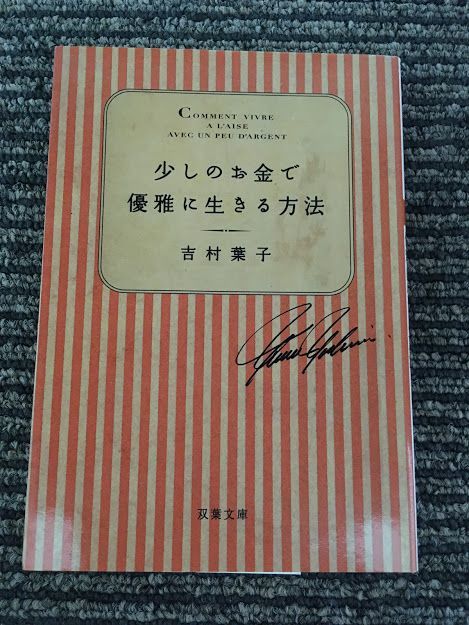 COMMENT VIVRE
A L'AISE
AVEC UN PEU D'ARGENT
少しのお金で
優雅に生きる方法
吉村葉子
双葉文庫